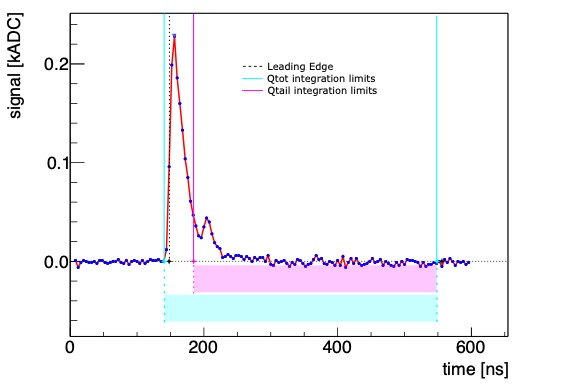 signal [kADC]
0.2
0.1
0.0
Leading Edge
Qtot integration limits
Qtail integration limits
0
200
400
600
time [ns]